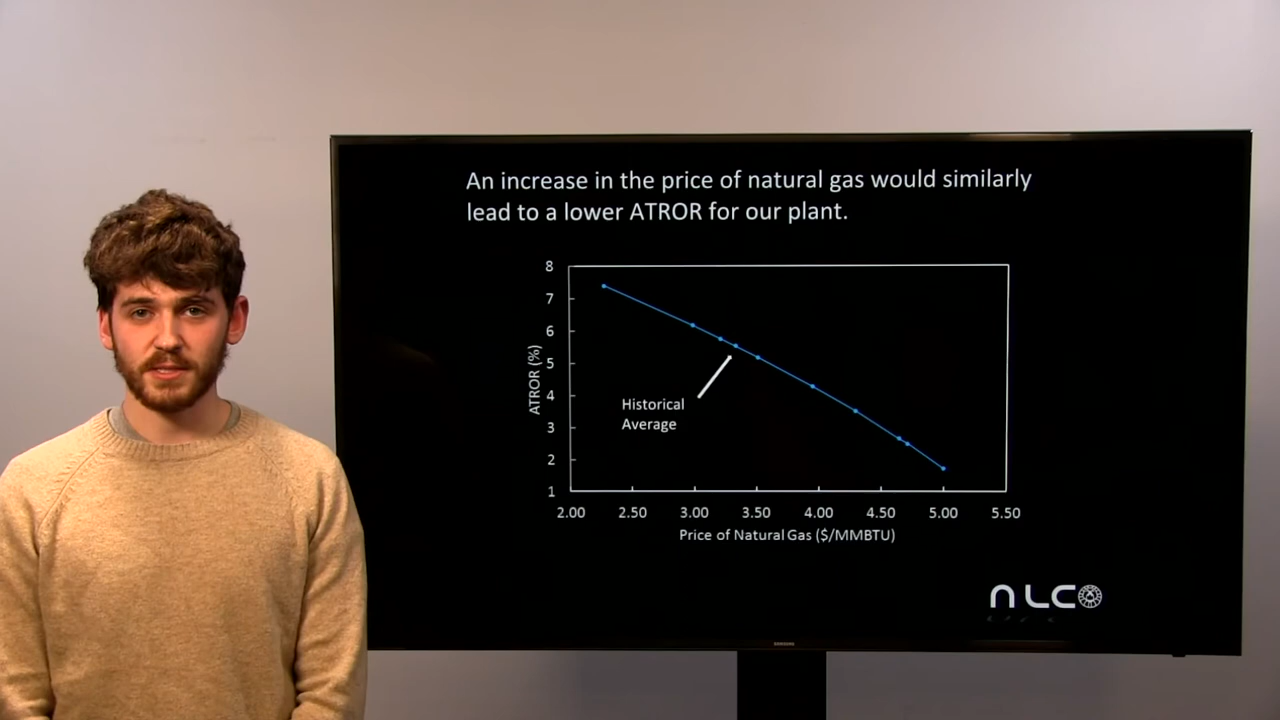 An increase in the price of natural gas would similarly
lead to a lower ATROR for our plant.
8
7
6
5
4
3
2
1
ATROR (%)
Historical
Average
2.00 2.50 3.00 3.50 4.00 4.50 5.00 5.50
Price of Natural Gas ($/MMBTU)
NLC
SAMSUNG